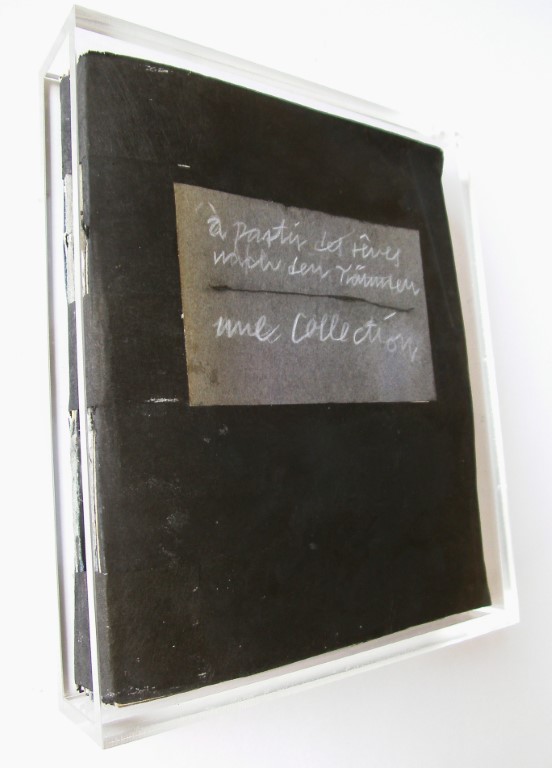 à partir des rêves
nach den Träumen
une Collection